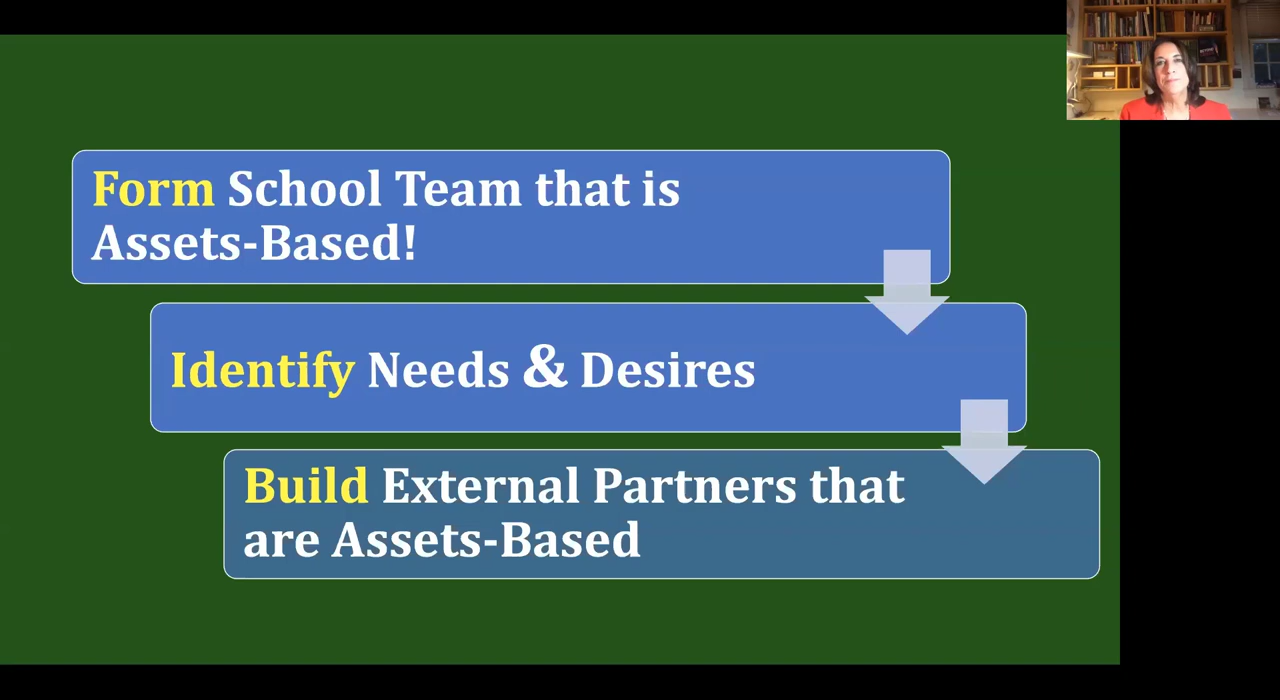 Form School Team that is
Assets-Based!
Identify Needs & Desires
Build External Partners that
are Assets-Based